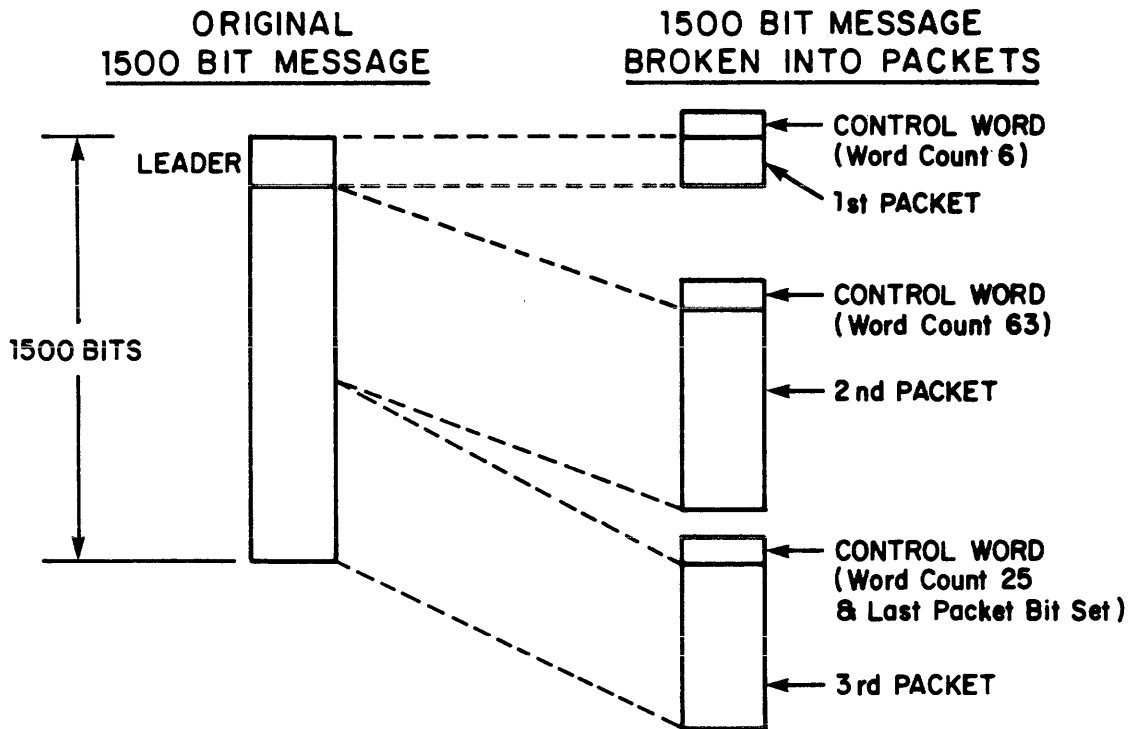 ORIGINAL
1500 BIT MESSAGE
1500 BIT MESSAGE
BROKEN INTO PACKETS
LEADER
1500 BITS
CONTROL WORD
(Word Count 6)
1st PACKET
CONTROL WORD
(Word Count 63)
2nd PACKET
CONTROL WORD
(Word Count 25
& Last Packet Bit Set)
3rd PACKET